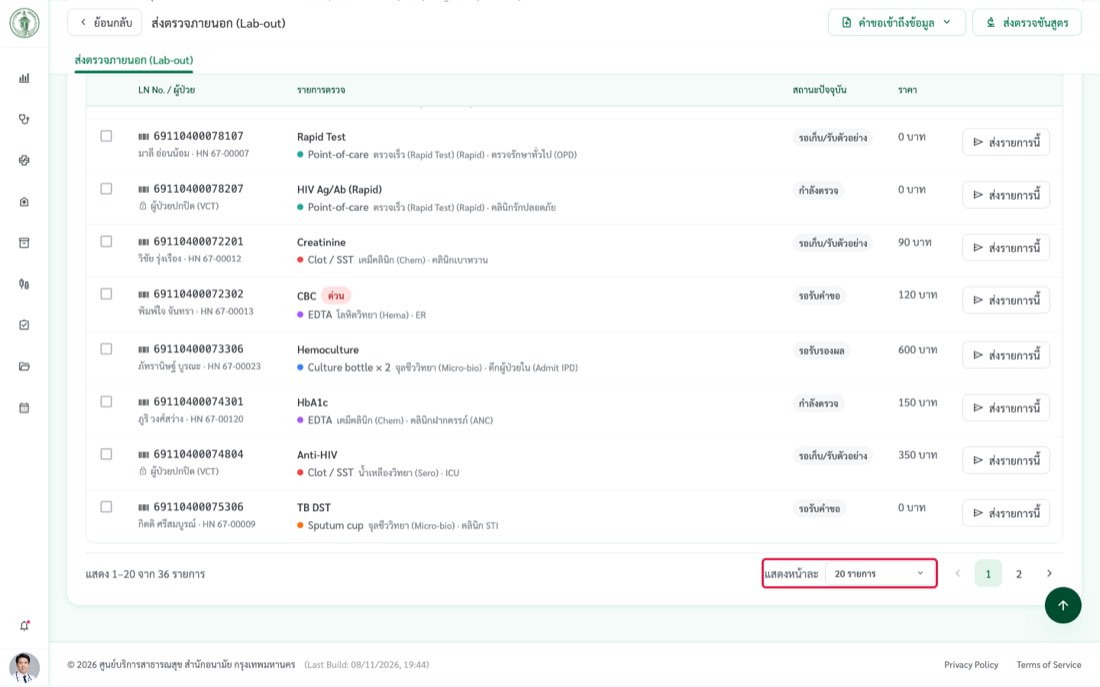 ย้อนกลับ
ส่งตรวจภายนอก (Lab-out)
คำขอเข้าถึงข้อมูล
ส่งตรวจชันสูตร
ส่งตรวจภายนอก (Lab-out)
LN No. / ผู้ป่วย รายการตรวจ สถานะปัจจุบัน ราคา
69110400078107 Rapid Test รอเก็บ/รับตัวอย่าง 0 บาท ส่งรายการนี้
มาลี อ่อนน้อม · HN 67-00007 Point-of-care ตรวจเร็ว (Rapid Test) (Rapid) · ตรวจรักษาทั่วไป (OPD)
69110400078207 HIV Ag/Ab (Rapid) กำลังตรวจ 0 บาท ส่งรายการนี้
ผู้ป่วยปกปิด (VCT) Point-of-care ตรวจเร็ว (Rapid Test) (Rapid) · คลินิกรักปลอดภัย
69110400072201 Creatinine รอเก็บ/รับตัวอย่าง 90 บาท ส่งรายการนี้
วิชัย รุ่งเรือง · HN 67-00012 Clot / SST เคมีคลินิก (Chem) · คลินิกเบาหวาน
69110400072302 CBC ด่วน รอรับคำขอ 120 บาท ส่งรายการนี้
พิมพ์ใจ จันทรา · HN 67-00013 EDTA โลหิตวิทยา (Hema) · ER
69110400073306 Hemoculture รอรับรองผล 600 บาท ส่งรายการนี้
ภัทรานิษฐ์ บูรณะ · HN 67-00023 Culture bottle × 2 จุลชีววิทยา (Micro-bio) · ตึกผู้ป่วยใน (Admit IPD)
69110400074301 HbA1c กำลังตรวจ 150 บาท ส่งรายการนี้
ภูริ วงศ์สว่าง · HN 67-00120 EDTA เคมีคลินิก (Chem) · คลินิกฝากครรภ์ (ANC)
69110400074804 Anti-HIV รอเก็บ/รับตัวอย่าง 350 บาท ส่งรายการนี้
ผู้ป่วยปกปิด (VCT) Clot / SST น้ำเหลืองวิทยา (Sero) · ICU
69110400075306 TB DST รอรับคำขอ 0 บาท ส่งรายการนี้
กิตติ ศรีสมบูรณ์ · HN 67-00009 Sputum cup จุลชีววิทยา (Micro-bio) · คลินิก STI
แสดง 1–20 จาก 36 รายการ แสดงหน้าละ 20 รายการ 1 2
© 2026 ศูนย์บริการสาธารณสุข สำนักอนามัย กรุงเทพมหานคร (Last Build: 08/11/2026, 19:44) Privacy Policy Terms of Service